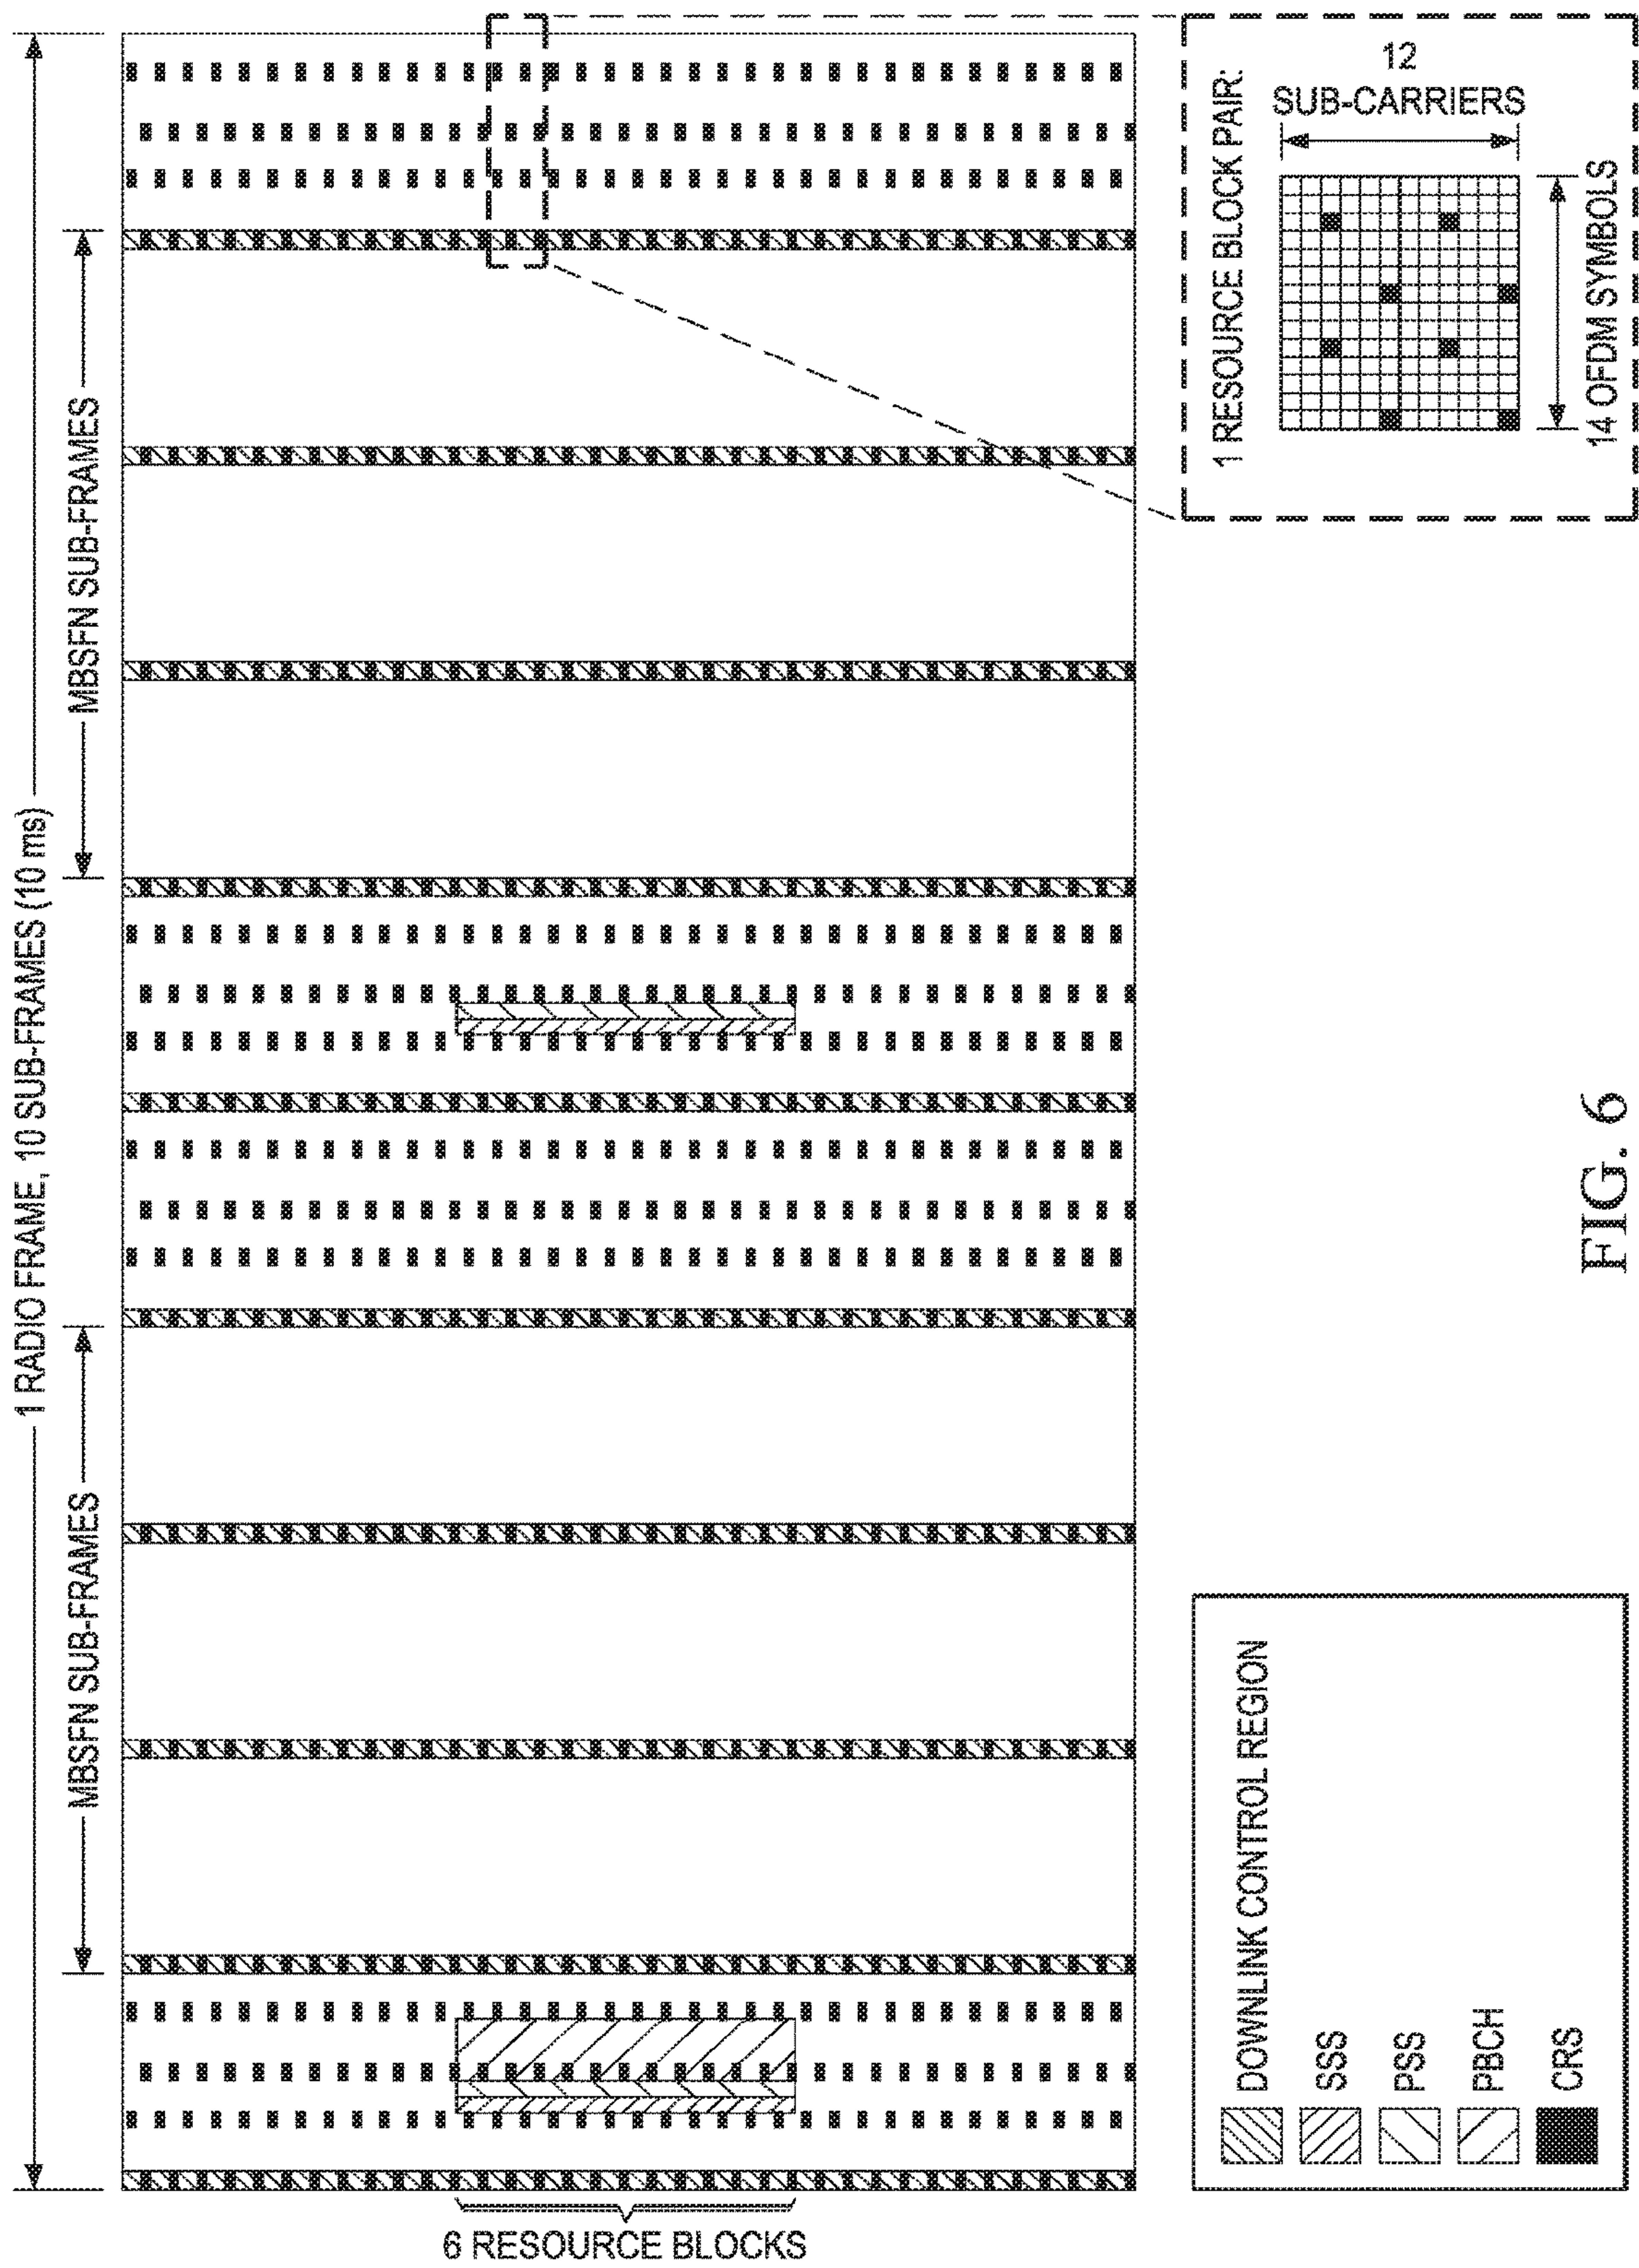 1 RADIO FRAME, 10 SUB-FRAMES (10 ms)
MBSFN SUB-FRAMES
MBSFN SUB-FRAMES
6 RESOURCE BLOCKS
1 RESOURCE BLOCK PAIR:
12
SUB-CARRIERS
14 OFDM SYMBOLS
DOWNLINK CONTROL REGION
SSS
PSS
PBCH
CRS
FIG. 6